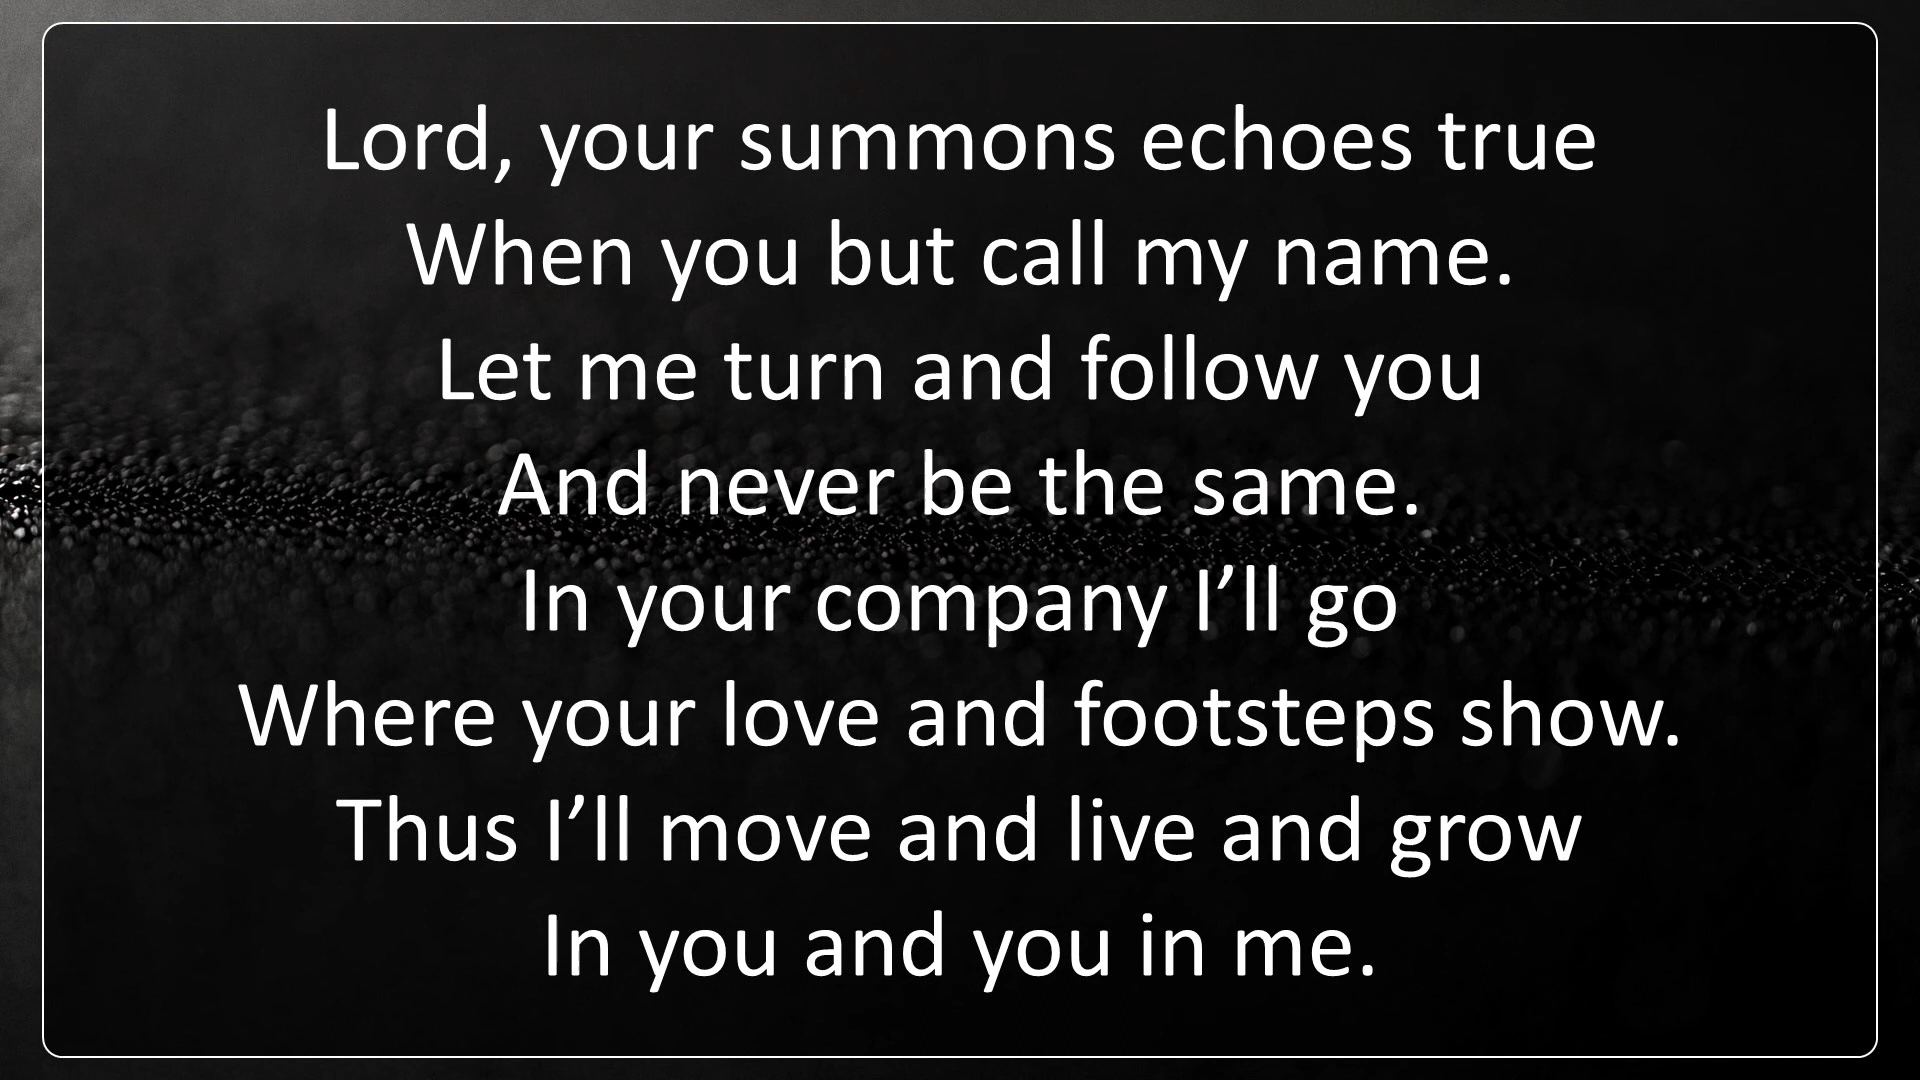 Lord, your summons echoes true
When you but call my name.
Let me turn and follow you
And never be the same.
In your company I’ll go
Where your love and footsteps show.
Thus I’ll move and live and grow
In you and you in me.